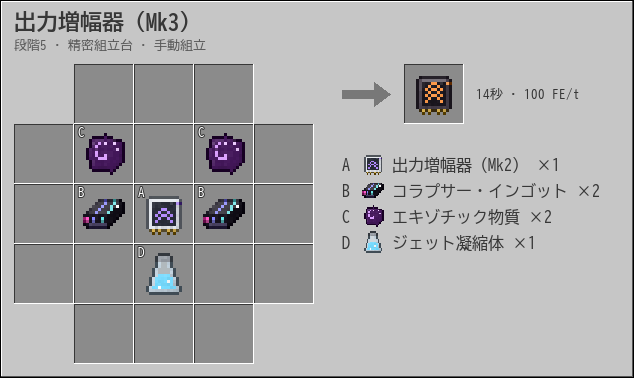 出力増幅器 (Mk3)
段階5 · 精密組立台 · 手動組立
14秒 · 100 FE/t
C
C
B
A
B
D
A 出力増幅器 (Mk2) ×1
B コラプサー・インゴット ×2
C エキゾチック物質 ×2
D ジェット凝縮体 ×1